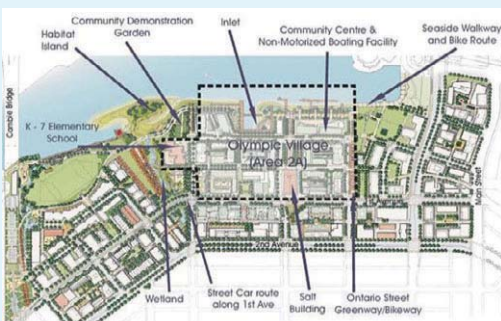 Community Demonstration
Garden
Inlet
Community Centre &
Non-Motorized Boating Facility
Seaside Walkway
and Bike Route
Habitat
Island
Cambie Bridge
K - 7 Elementary
School
Olympic Village
(Area 2A)
Main Street
2nd Avenue
Wetland
Street Car route
along 1st Ave
Salt
Building
Ontario Street
Greenway/Bikeway